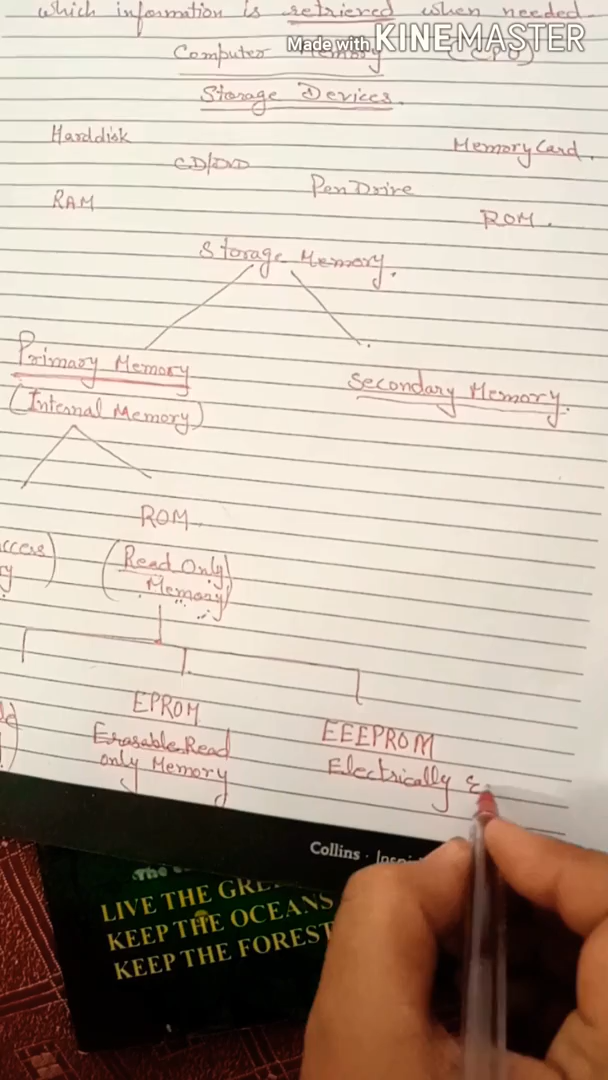 which information is retrieved when needed
Made with KINEMASTER
Computer Memory (CPU)
Storage Devices.
Harddisk
Memory Card.
CD/DVD
Pen Drive
RAM
ROM.
Storage Memory.
Primary Memory
Secondary Memory.
(Internal Memory)
ROM
(Read Only
Memory)
EPROM
EEEPROM
Erasable Read
only Memory
Electrically E
Collins
LIVE THE
KEEP THE OCEANS
KEEP THE FOREST